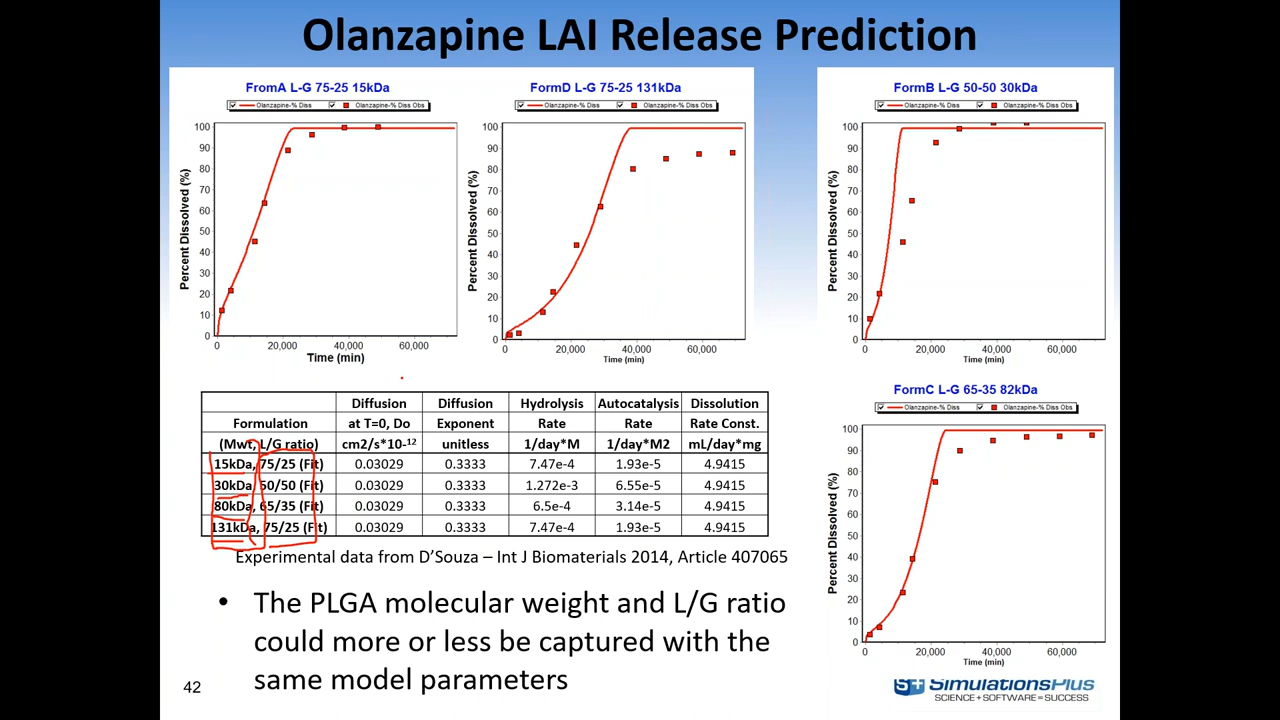 Olanzapine LAI Release Prediction
FromA L-G 75-25 15kDa
Olanzapine-% Diss Olanzapine-% Diss Obs
Percent Dissolved (%)
100
90
80
70
60
50
40
30
20
10
0
0 20,000 40,000 60,000
Time (min)
FormD L-G 75-25 131kDa
Olanzapine-% Diss Olanzapine-% Diss Obs
Percent Dissolved (%)
100
90
80
70
60
50
40
30
20
10
0
0 20,000 40,000 60,000
Time (min)
FormB L-G 50-50 30kDa
Olanzapine-% Diss Olanzapine-% Diss Obs
Percent Dissolved (%)
100
90
80
70
60
50
40
30
20
10
0
0 20,000 40,000 60,000
Time (min)
Formulation (Mwt, L/G ratio) Diffusion at T=0, Do cm2/s*10-12 Diffusion Exponent unitless Hydrolysis Rate 1/day*M Autocatalysis Rate 1/day*M2 Dissolution Rate Const. mL/day*mg
15kDa, 75/25 (Fit) 0.03029 0.3333 7.47e-4 1.93e-5 4.9415
30kDa, 50/50 (Fit) 0.03029 0.3333 1.272e-3 6.55e-5 4.9415
80kDa, 65/35 (Fit) 0.03029 0.3333 6.5e-4 3.14e-5 4.9415
131kDa, 75/25 (Fit) 0.03029 0.3333 7.47e-4 1.93e-5 4.9415
Experimental data from D'Souza – Int J Biomaterials 2014, Article 407065
FormC L-G 65-35 82kDa
Olanzapine-% Diss Olanzapine-% Diss Obs
Percent Dissolved (%)
100
90
80
70
60
50
40
30
20
10
0
0 20,000 40,000 60,000
Time (min)
• The PLGA molecular weight and L/G ratio
could more or less be captured with the
same model parameters
42
S+ SimulationsPlus
SCIENCE + SOFTWARE = SUCCESS